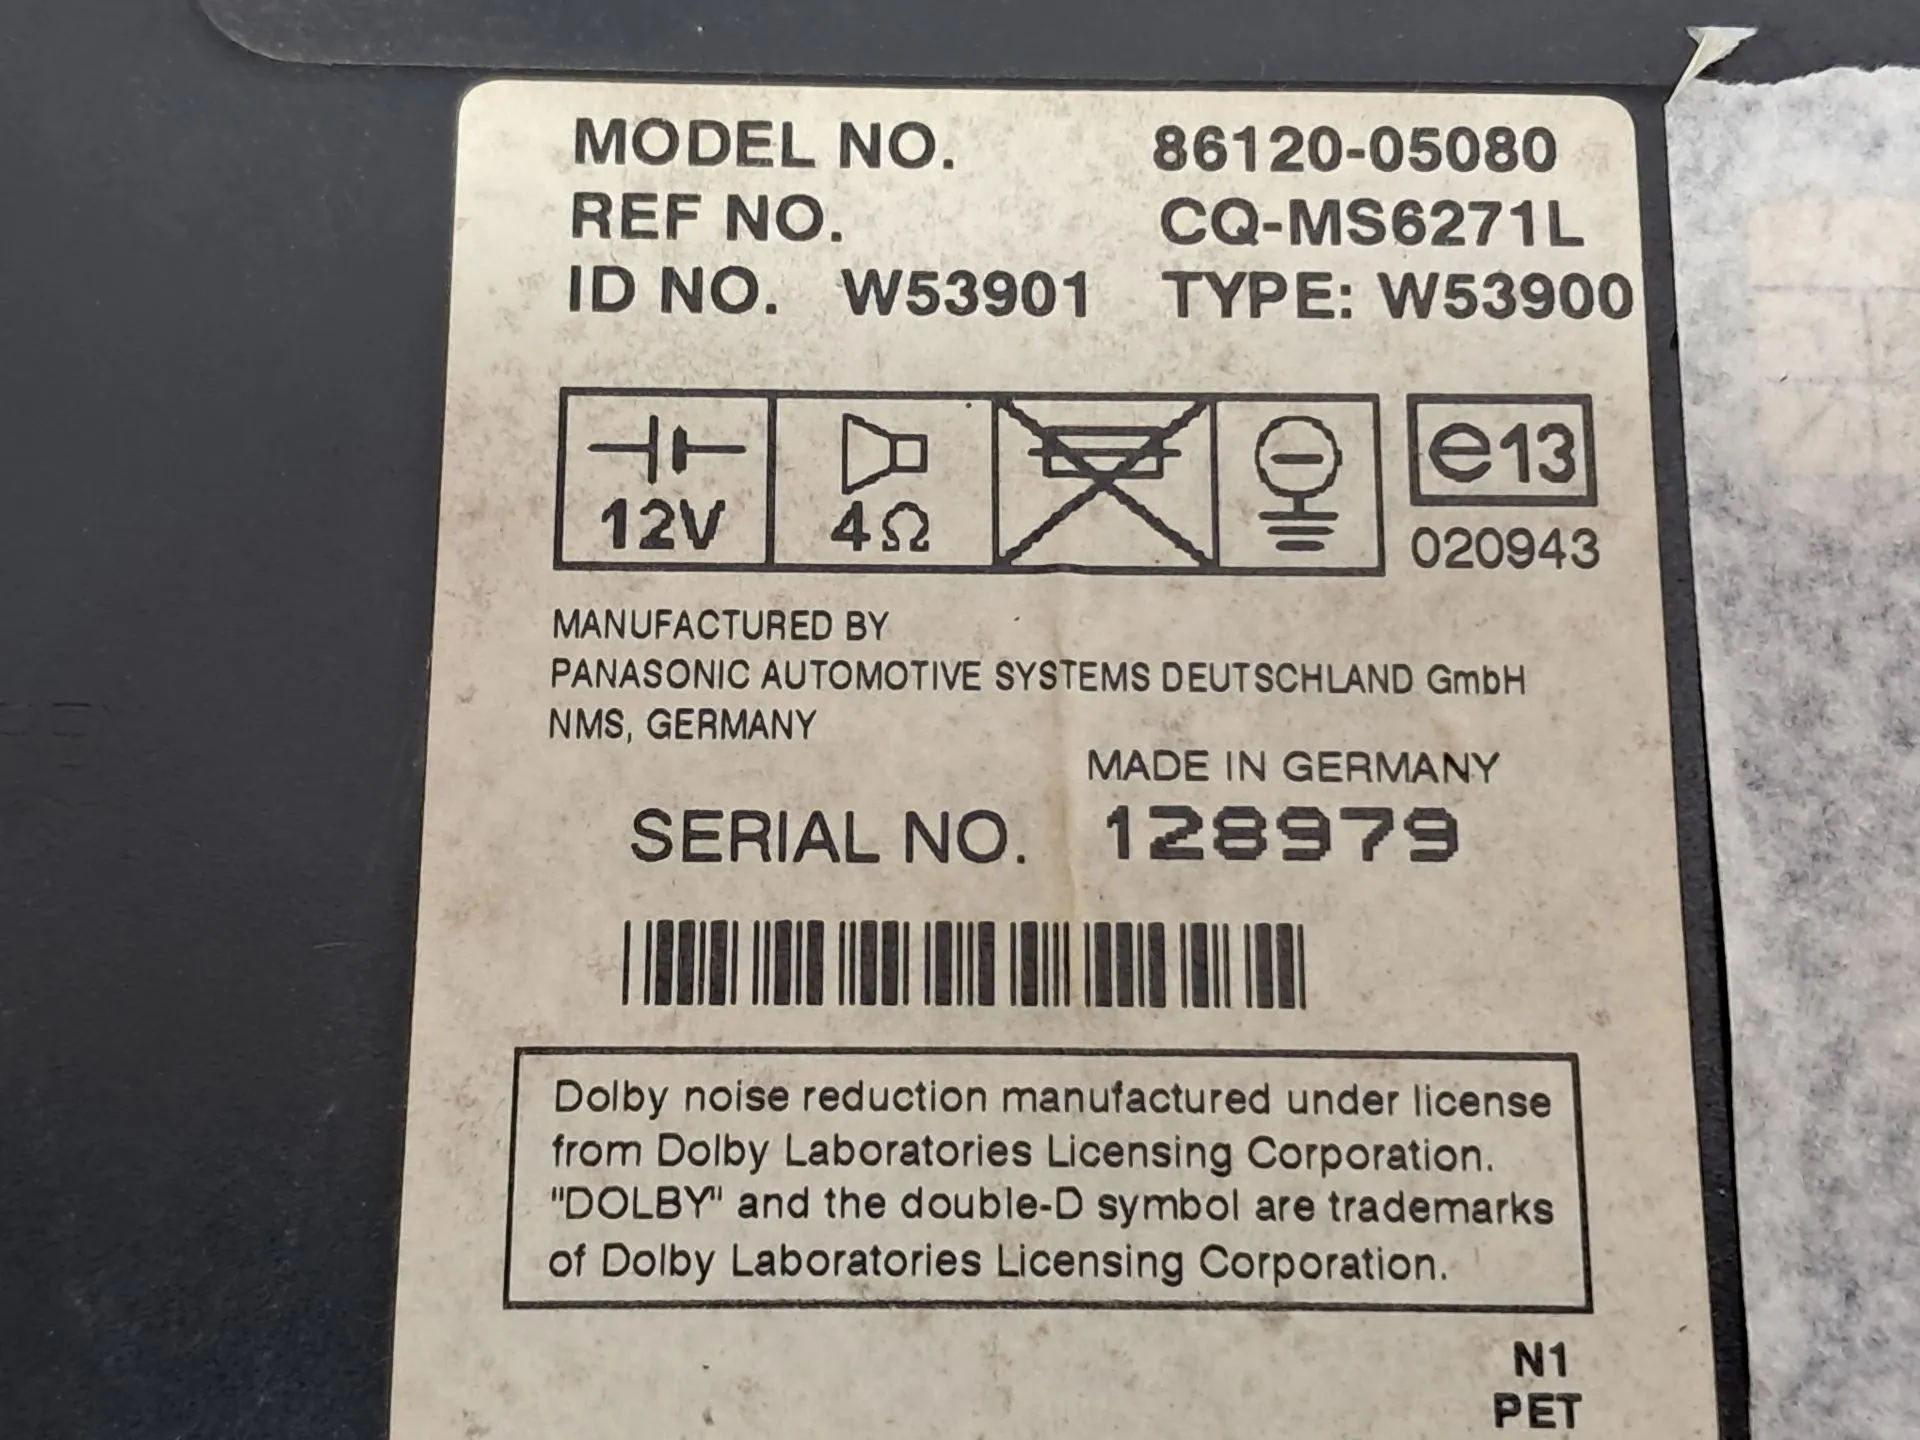 MODEL NO. 86120-05080
REF NO. CQ-MS6271L
ID NO. W53901 TYPE: W53900
12V 4Ω e13
020943
MANUFACTURED BY
PANASONIC AUTOMOTIVE SYSTEMS DEUTSCHLAND GmbH
NMS, GERMANY
MADE IN GERMANY
SERIAL NO. 128979
Dolby noise reduction manufactured under license
from Dolby Laboratories Licensing Corporation.
"DOLBY" and the double-D symbol are trademarks
of Dolby Laboratories Licensing Corporation.
N1
PET